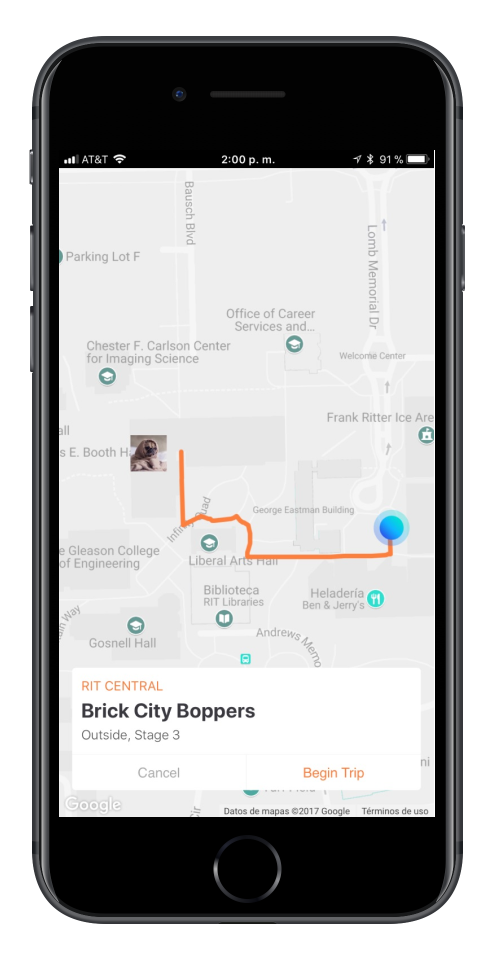 AT&T
2:00 p. m.
91 %
Bausch Blvd
Lomb Memorial Dr
Parking Lot F
Office of Career
Services and...
Chester F. Carlson Center
for Imaging Science
Welcome Center
Frank Ritter Ice Are
all
s E. Booth H
Infinity Quad
George Eastman Building
e Gleason College
of Engineering
Liberal Arts Hall
Biblioteca
RIT Libraries
Heladería
Ben & Jerry's
Way
Gosnell Hall
Andrews Memo
RIT CENTRAL
Brick City Boppers
Outside, Stage 3
Cancel
Begin Trip
ni
Google
Cir
Datos de mapas ©2017 Google
Términos de uso